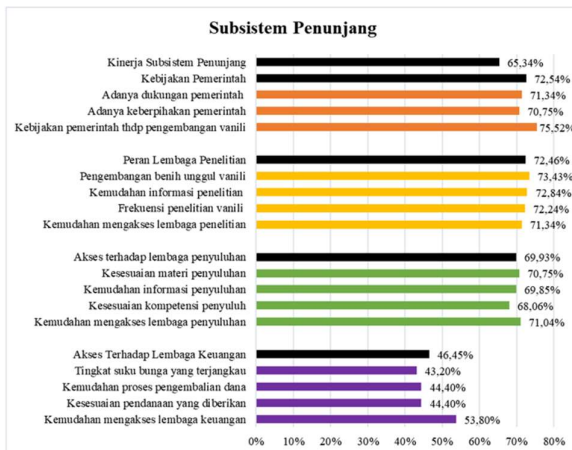 Subsistem Penunjang
Kinerja Subsistem Penunjang 65,34%
Kebijakan Pemerintah 72,54%
Adanya dukungan pemerintah 71,34%
Adanya keberpihakan pemerintah 70,75%
Kebijakan pemerintah thdp pengembangan vanili 75,52%
Peran Lembaga Penelitian 72,46%
Pengembangan benih unggul vanili 73,43%
Kemudahan informasi penelitian 72,84%
Frekuensi penelitian vanili 72,24%
Kemudahan mengakses lembaga penelitian 71,34%
Akses terhadap lembaga penyuluhan 69,93%
Kesesuaian materi penyuluhan 70,75%
Kemudahan informasi penyuluhan 69,85%
Kesesuaian kompetensi penyuluh 68,06%
Kemudahan mengakses lembaga penyuluhan 71,04%
Akses Terhadap Lembaga Keuangan 46,45%
Tingkat suku bunga yang terjangkau 43,20%
Kemudahan proses pengembalian dana 44,40%
Kesesuaian pendanaan yang diberikan 44,40%
Kemudahan mengakses lembaga keuangan 53,80%
0% 10% 20% 30% 40% 50% 60% 70% 80%